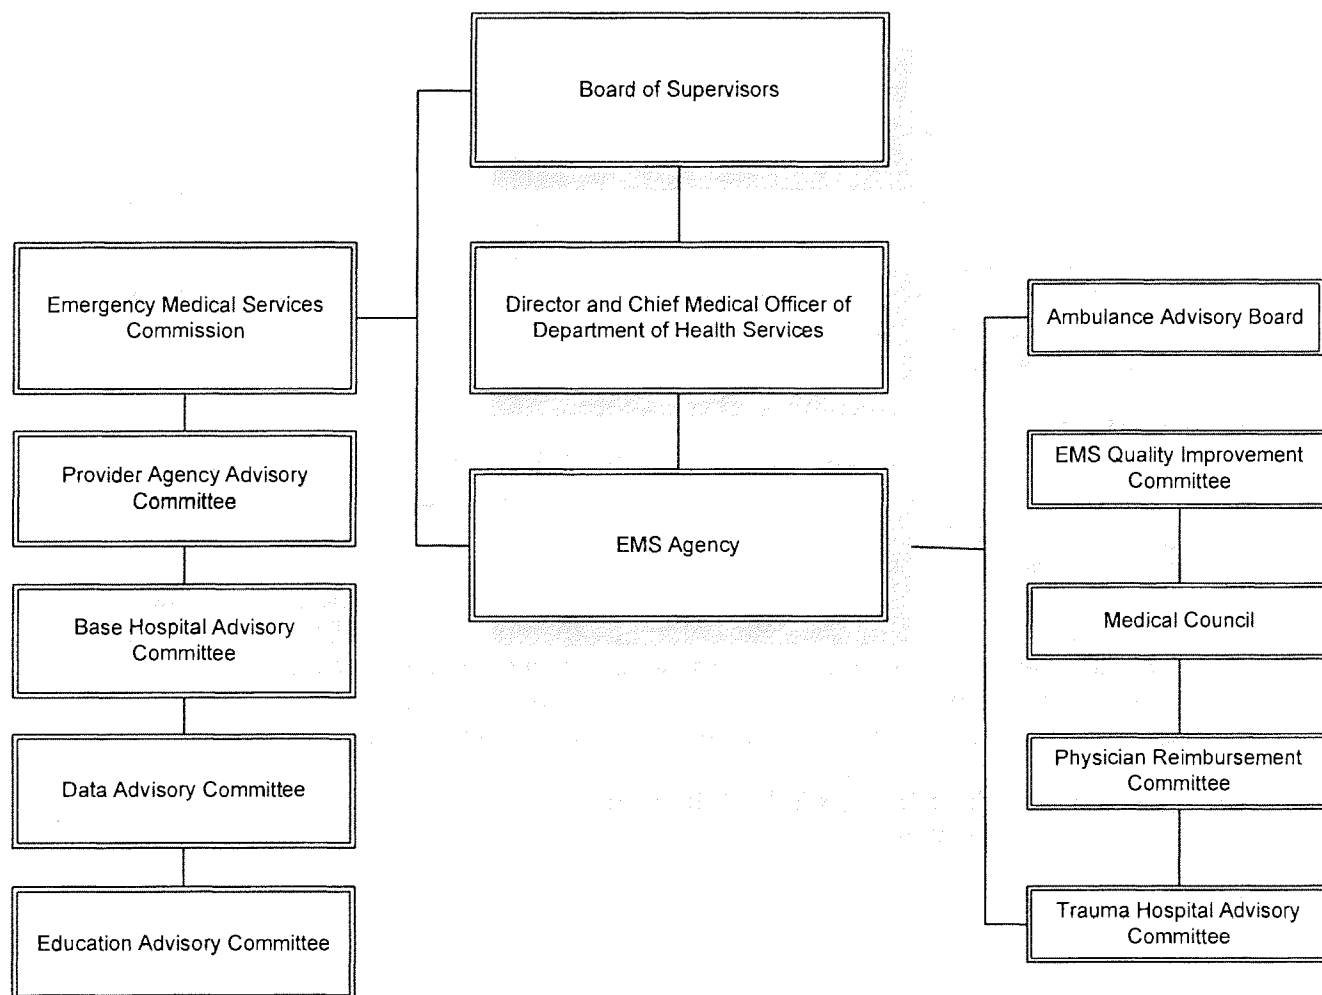 Board of Supervisors
Emergency Medical Services
Commission
Director and Chief Medical Officer of
Department of Health Services
Ambulance Advisory Board
Provider Agency Advisory
Committee
EMS Quality Improvement
Committee
EMS Agency
Base Hospital Advisory
Committee
Medical Council
Data Advisory Committee
Physician Reimbursement
Committee
Education Advisory Committee
Trauma Hospital Advisory
Committee